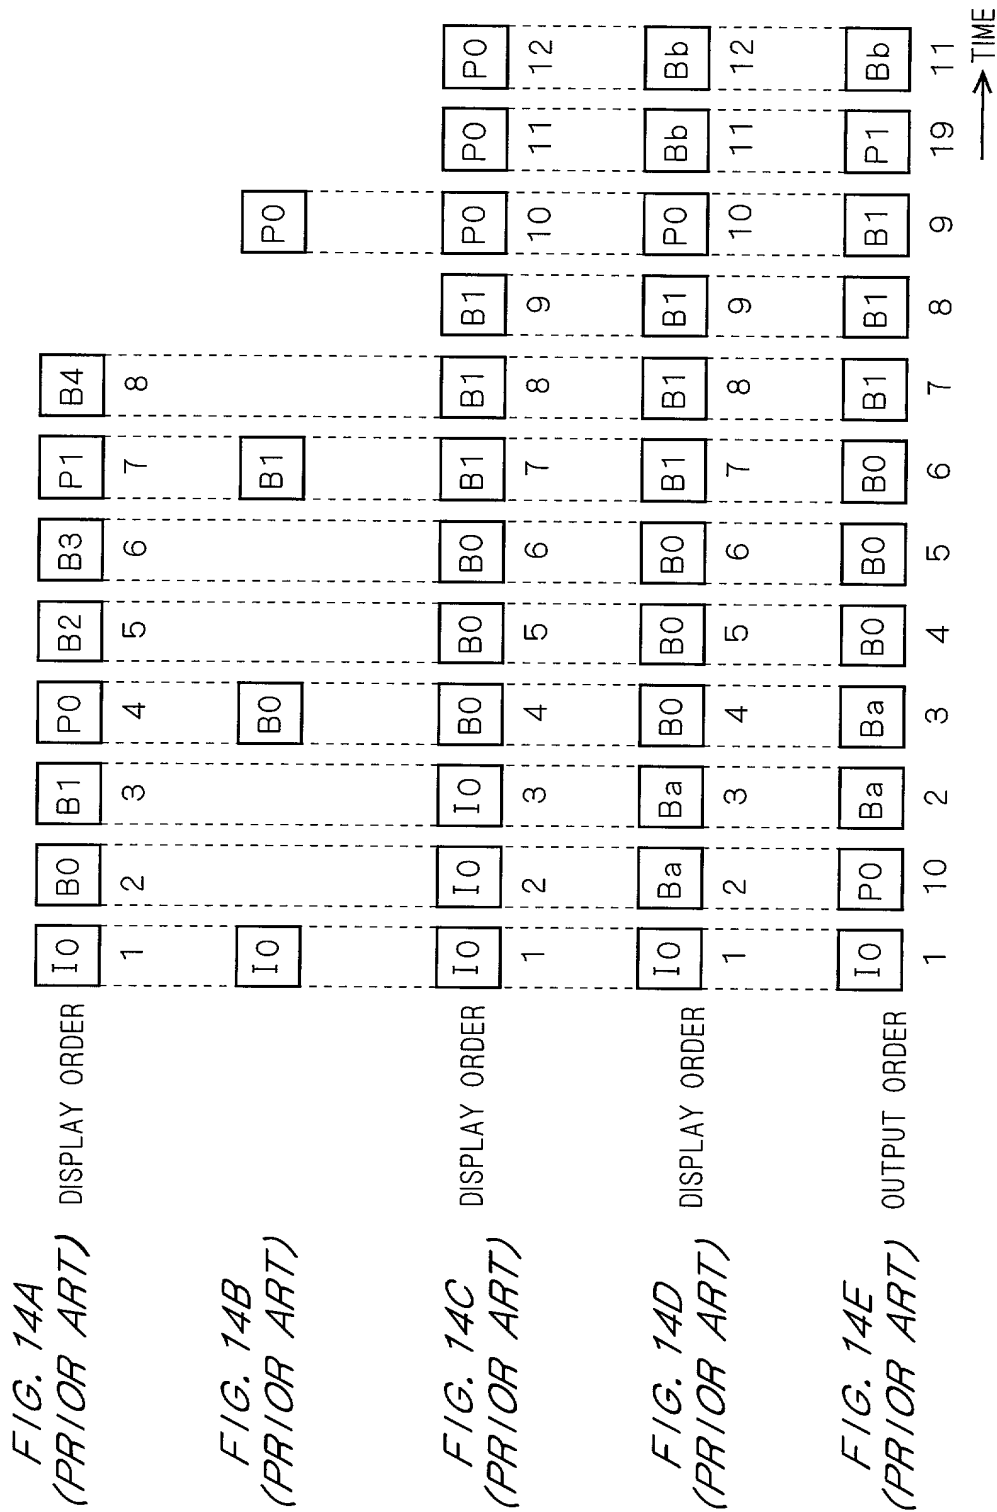 FIG. 14A
(PRIOR ART)
DISPLAY ORDER
I0 B0 B1 P0 B2 B3 P1 B4
1 2 3 4 5 6 7 8
FIG. 14B
(PRIOR ART)
I0 B0 B1 P0
FIG. 14C
(PRIOR ART)
DISPLAY ORDER
I0 I0 I0 B0 B0 B0 B1 B1 B1 P0 P0 P0
1 2 3 4 5 6 7 8 9 10 11 12
FIG. 14D
(PRIOR ART)
DISPLAY ORDER
I0 Ba Ba B0 B0 B0 B1 B1 B1 P0 Bb Bb
1 2 3 4 5 6 7 8 9 10 11 12
FIG. 14E
(PRIOR ART)
OUTPUT ORDER
I0 P0 Ba Ba B0 B0 B0 B1 B1 B1 P1 Bb
1 10 2 3 4 5 6 7 8 9 19 11
TIME